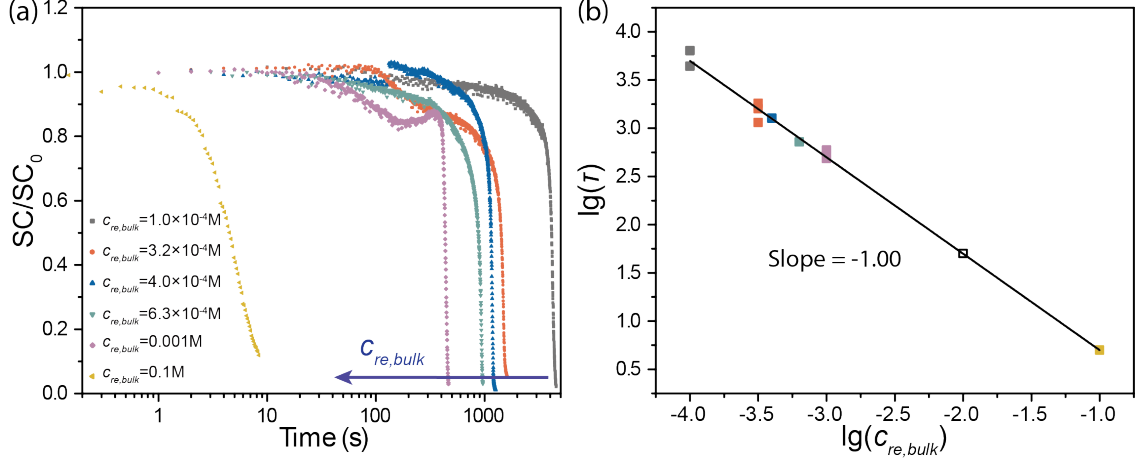 (a)
1.2
1.0
0.8
0.6
0.4
0.2
0.0
SC/SC₀
c_re,bulk=1.0×10⁻⁴M
c_re,bulk=3.2×10⁻⁴M
c_re,bulk=4.0×10⁻⁴M
c_re,bulk=6.3×10⁻⁴M
c_re,bulk=0.001M
c_re,bulk=0.1M
c_re,bulk
1 10 100 1000
Time (s)
(b)
4.0
3.5
3.0
2.5
2.0
1.5
1.0
0.5
lg(τ)
Slope = -1.00
-4.0 -3.5 -3.0 -2.5 -2.0 -1.5 -1.0
lg(c_re,bulk)